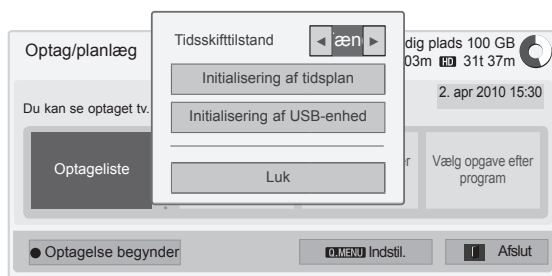 Optag/planlæg
Tidsskifttilstand
◄ Tæn ►
dig plads 100 GB
03m HD 31t 37m
2. apr 2010 15:30
Du kan se optaget tv.
Initialisering af tidsplan
Initialisering af USB-enhed
Luk
Optageliste
r
Vælg opgave efter
program
● Optagelse begynder
Q.MENU Indstil.
Afslut